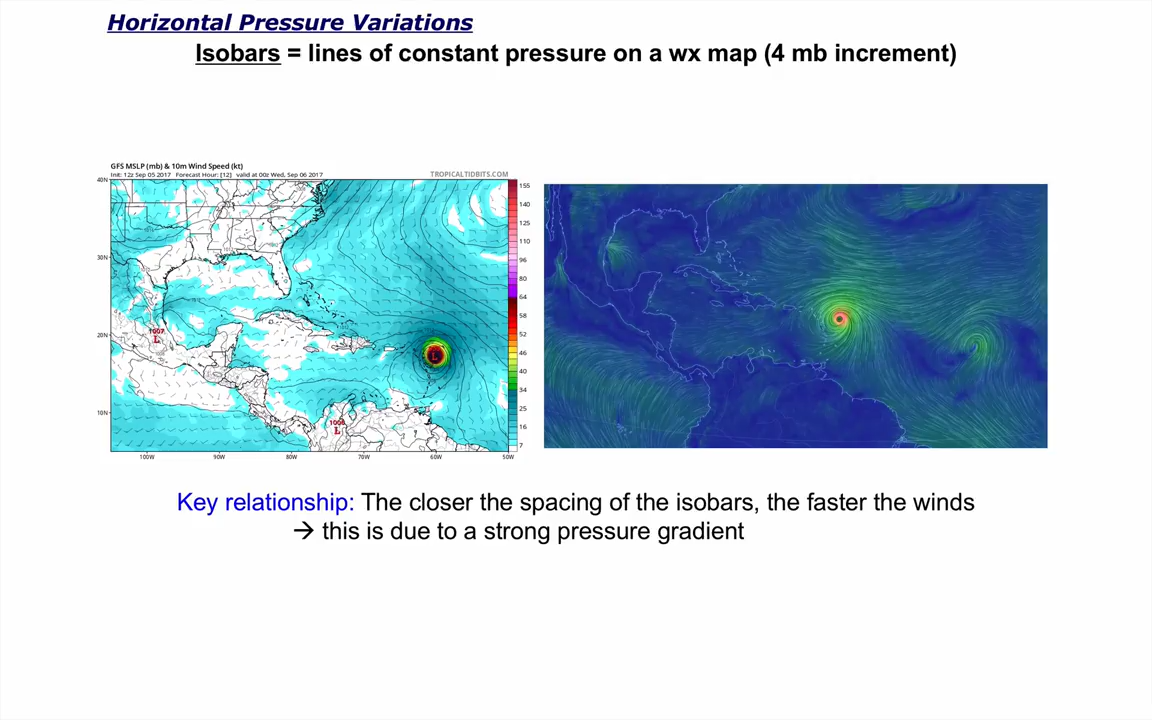 Horizontal Pressure Variations
Isobars = lines of constant pressure on a wx map (4 mb increment)
GFS MSLP (mb) & 10m Wind Speed (kt)
Init: 12z Sep 05 2017 Forecast Hour: [12] valid at 00z Wed, Sep 06 2017
TROPICALTIDBITS.COM
40N
30N
20N
10N
100W
90W
80W
70W
60W
50W
155
140
125
110
96
80
64
58
52
46
40
34
25
16
7
1007
L
L
1008
L
Key relationship: The closer the spacing of the isobars, the faster the winds
→ this is due to a strong pressure gradient